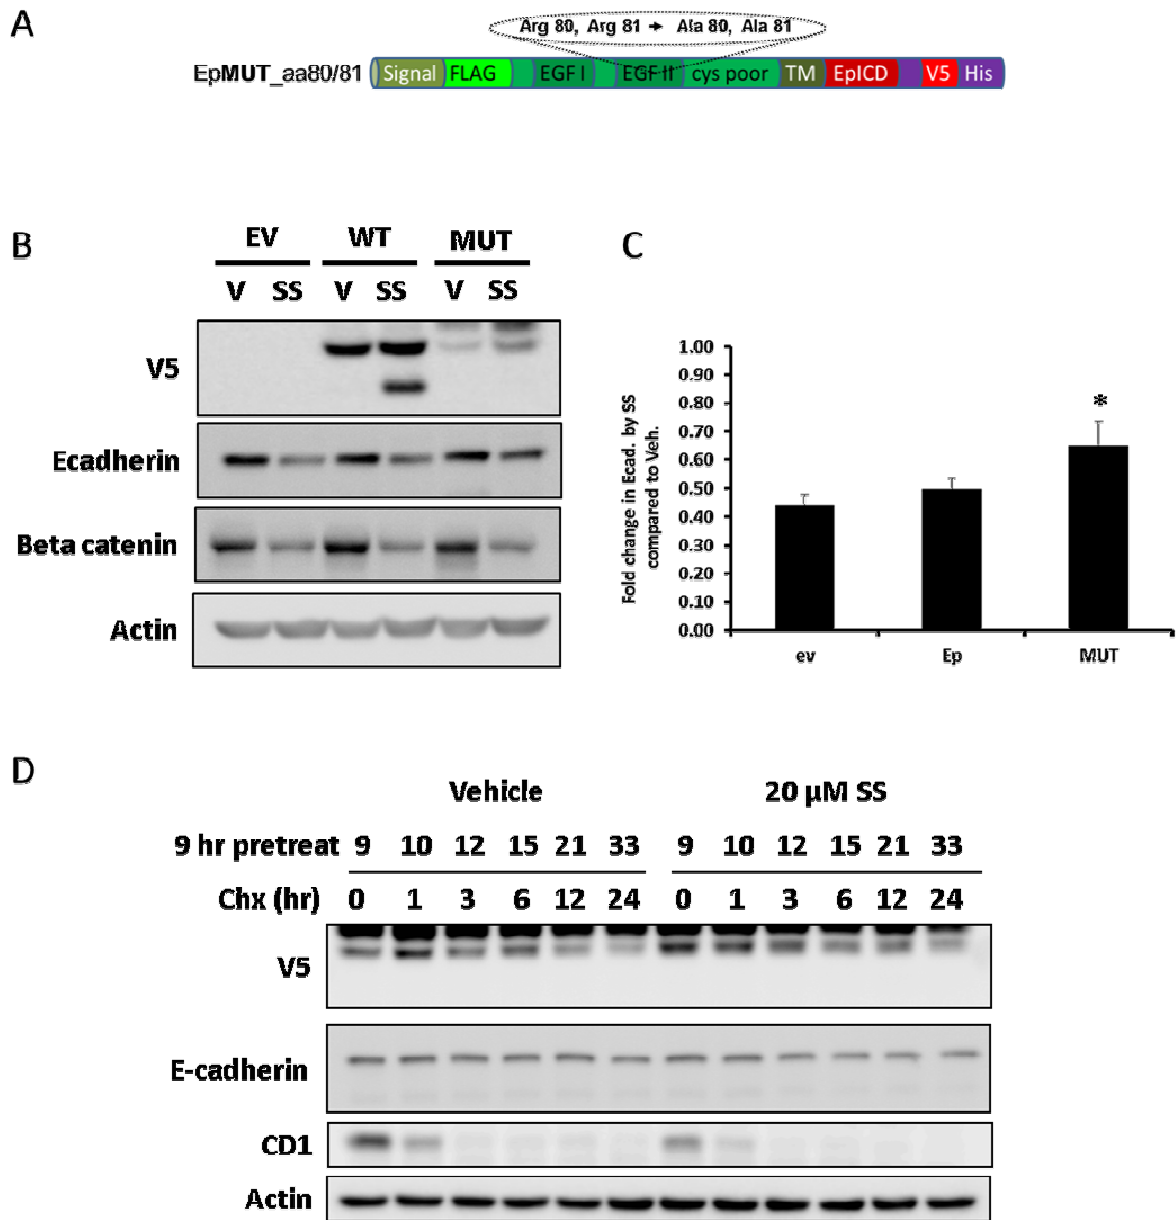 A
Arg 80, Arg 81 → Ala 80, Ala 81
EpMUT_aa80/81 Signal FLAG EGF I EGF II cys poor TM EpICD V5 His
B
EV WT MUT
V SS V SS V SS
V5
Ecadherin
Beta catenin
Actin
C
Fold change in Ecad. by SS
compared to Veh.
1.00
0.90
0.80
0.70
0.60
0.50
0.40
0.30
0.20
0.10
0.00
*
ev Ep MUT
D
Vehicle 20 µM SS
9 hr pretreat 9 10 12 15 21 33 9 10 12 15 21 33
Chx (hr) 0 1 3 6 12 24 0 1 3 6 12 24
V5
E-cadherin
CD1
Actin